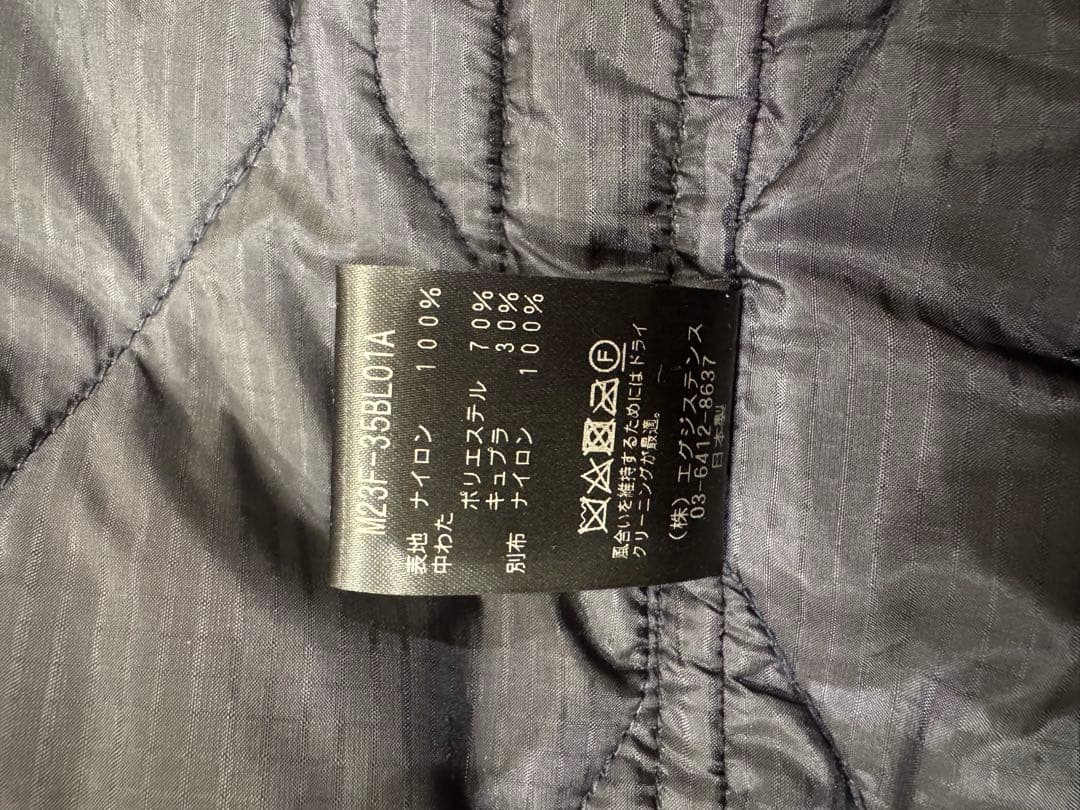 M23F-35BL01A
表地 ナイロン 100%
中わた
ポリエステル 70%
キュプラ 30%
別布 ナイロン 100%
F
風合いを維持するためにはドライ
クリーニングが最適。
(株) エグジステンス
03-6412-8637
日本製